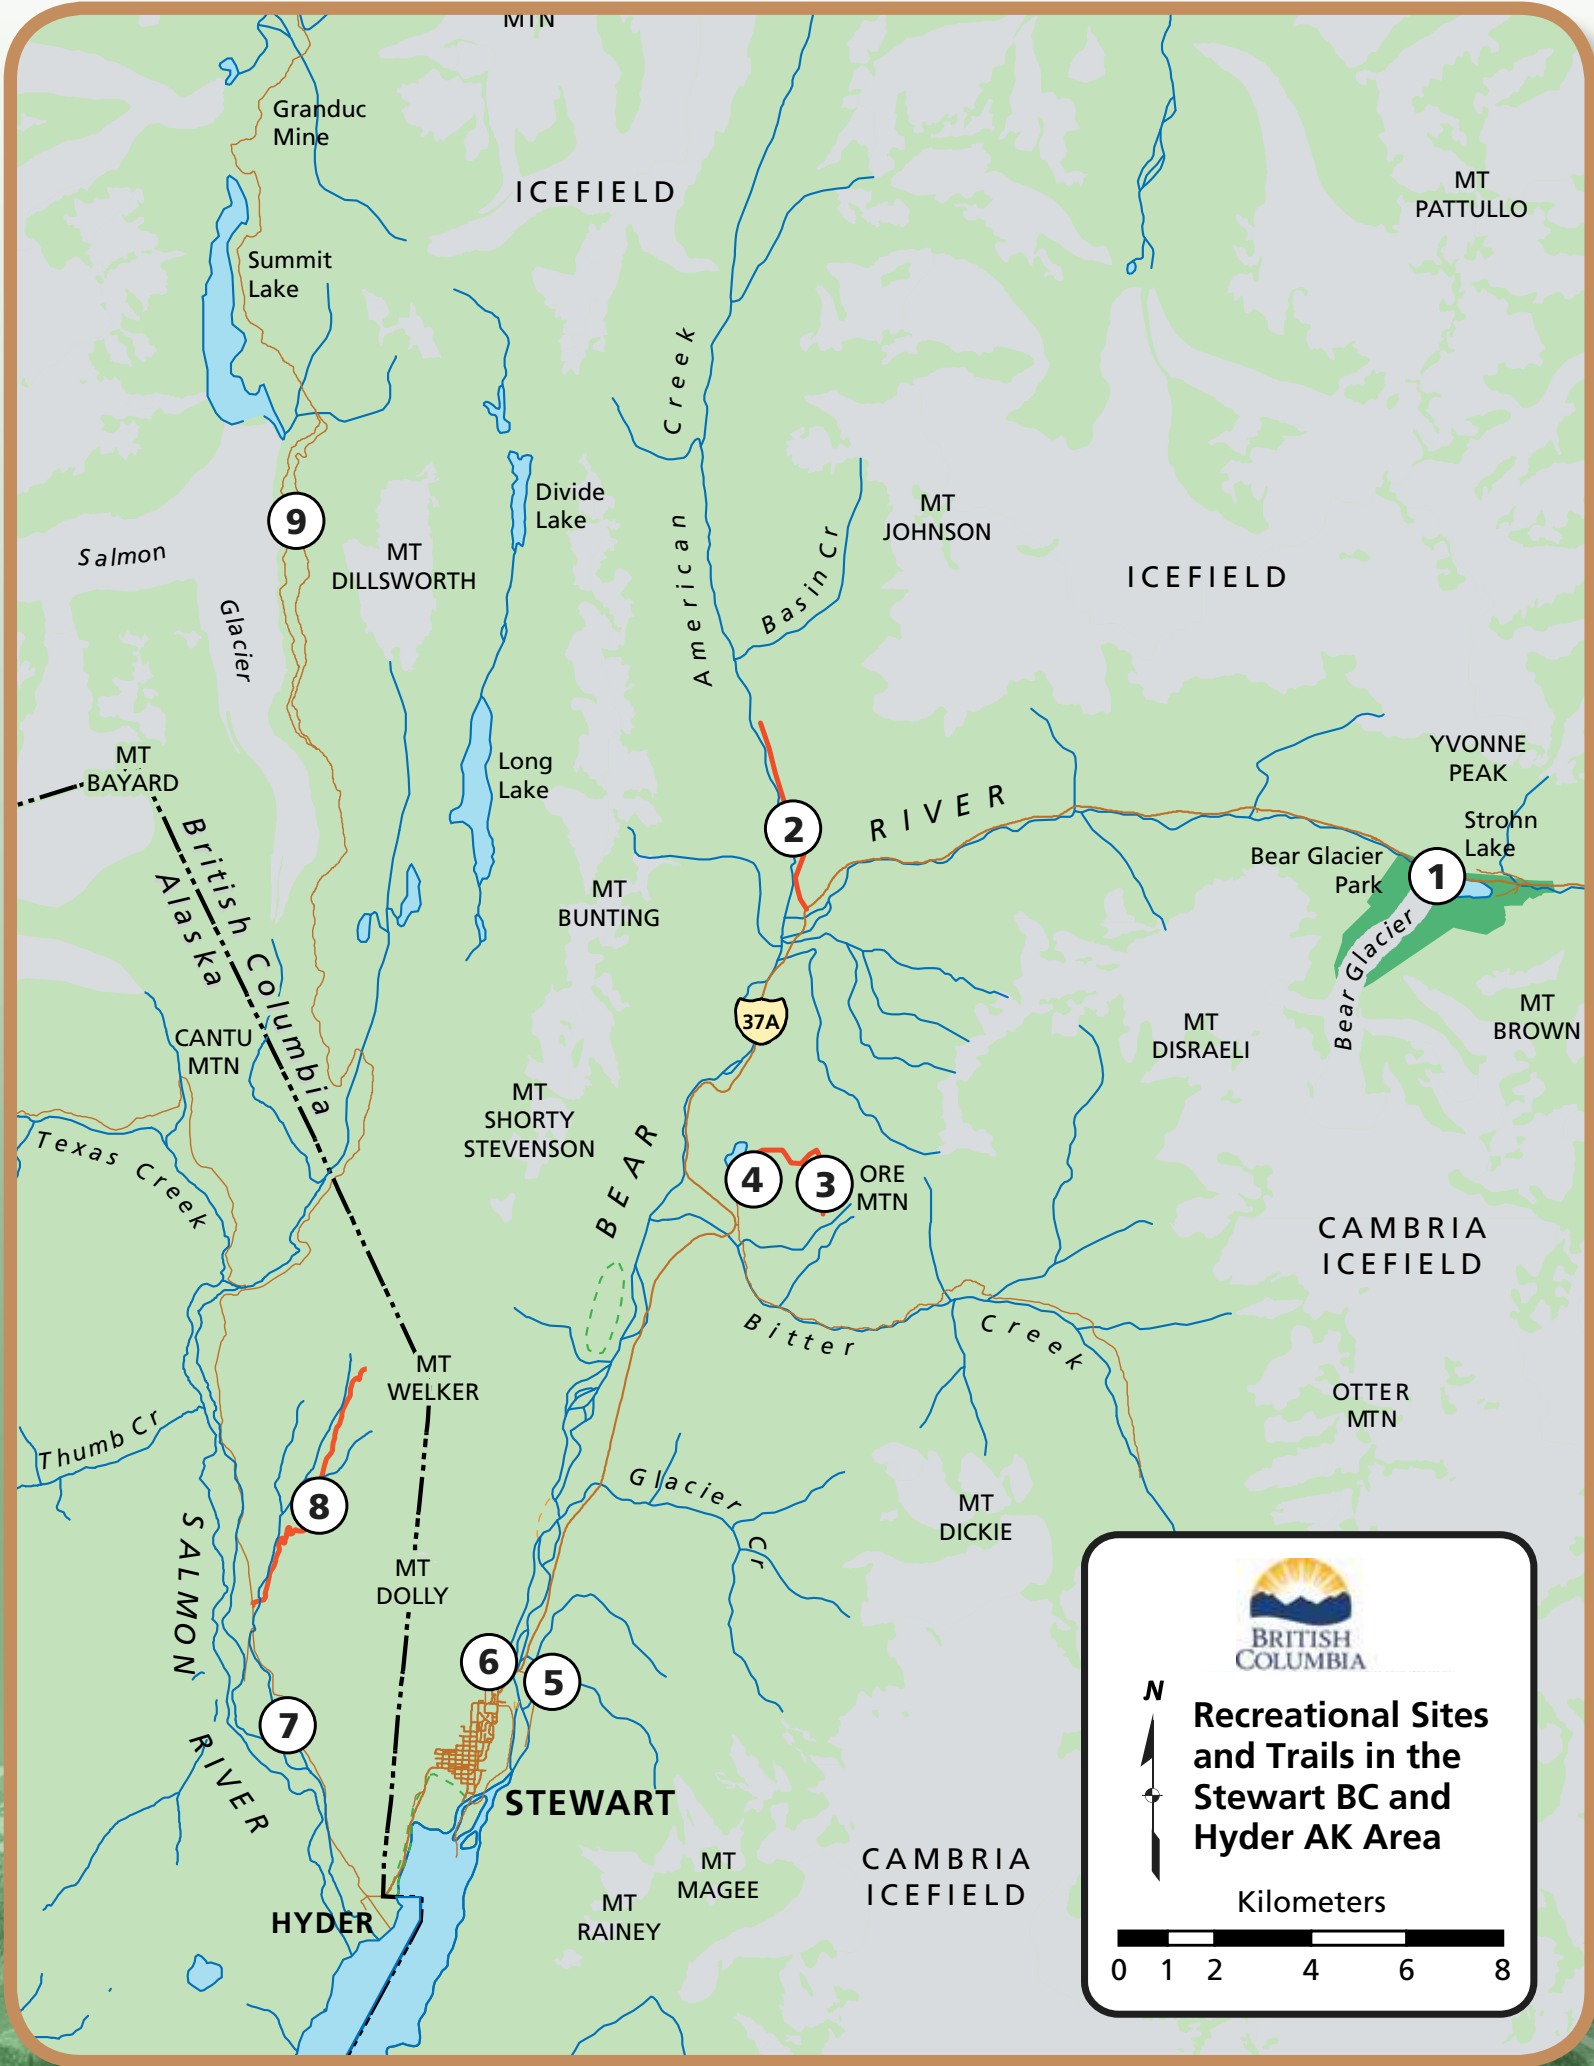 MTN
Granduc
Mine
ICEFIELD
MT
PATTULLO
Summit
Lake
American Creek
Divide
Lake
9
MT
JOHNSON
Salmon
Glacier
MT
DILLSWORTH
Basin Cr
ICEFIELD
MT
BAYARD
Long
Lake
YVONNE
PEAK
2
BEAR RIVER
Strohn
Lake
Bear Glacier
Park
1
British Columbia
Alaska
MT
BUNTING
Bear Glacier
37A
MT
BROWN
CANTU
MTN
MT
DISRAELI
MT
SHORTY
STEVENSON
Texas Creek
4
3
ORE
MTN
CAMBRIA
ICEFIELD
Bitter Creek
MT
WELKER
OTTER
MTN
Thumb Cr
Glacier Cr
8
MT
DICKIE
MT
DOLLY
SALMON RIVER
6
5
7
STEWART
MT
MAGEE
CAMBRIA
ICEFIELD
MT
RAINEY
HYDER
BRITISH
COLUMBIA
N
Recreational Sites
and Trails in the
Stewart BC and
Hyder AK Area
Kilometers
0 1 2 4 6 8